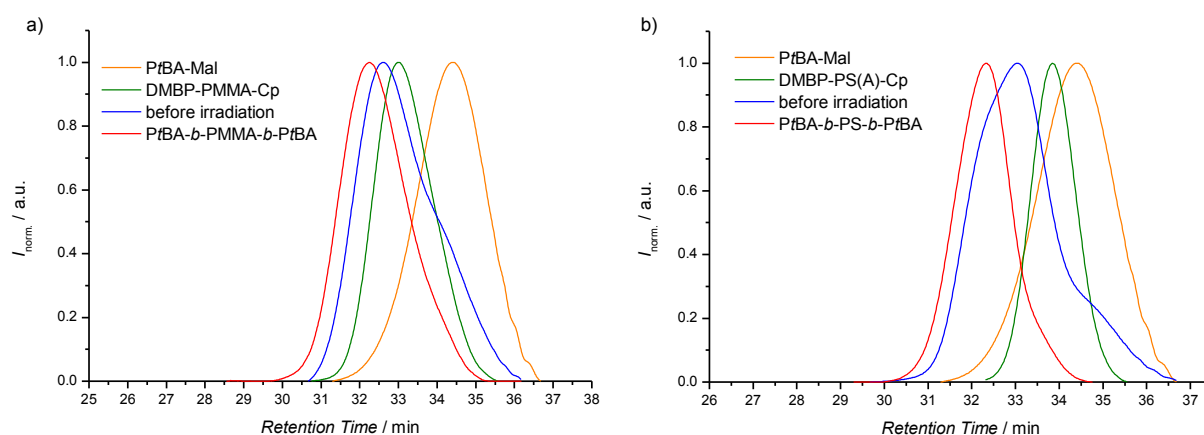 a)
PtBA-Mal
DMBP-PMMA-Cp
before irradiation
PtBA-b-PMMA-b-PtBA
1.0
0.8
0.6
0.4
0.2
0.0
I norm. / a.u.
25 26 27 28 29 30 31 32 33 34 35 36 37 38
Retention Time / min
b)
PtBA-Mal
DMBP-PS(A)-Cp
before irradiation
PtBA-b-PS-b-PtBA
1.0
0.8
0.6
0.4
0.2
0.0
I norm. / a.u.
26 27 28 29 30 31 32 33 34 35 36 37
Retention Time / min